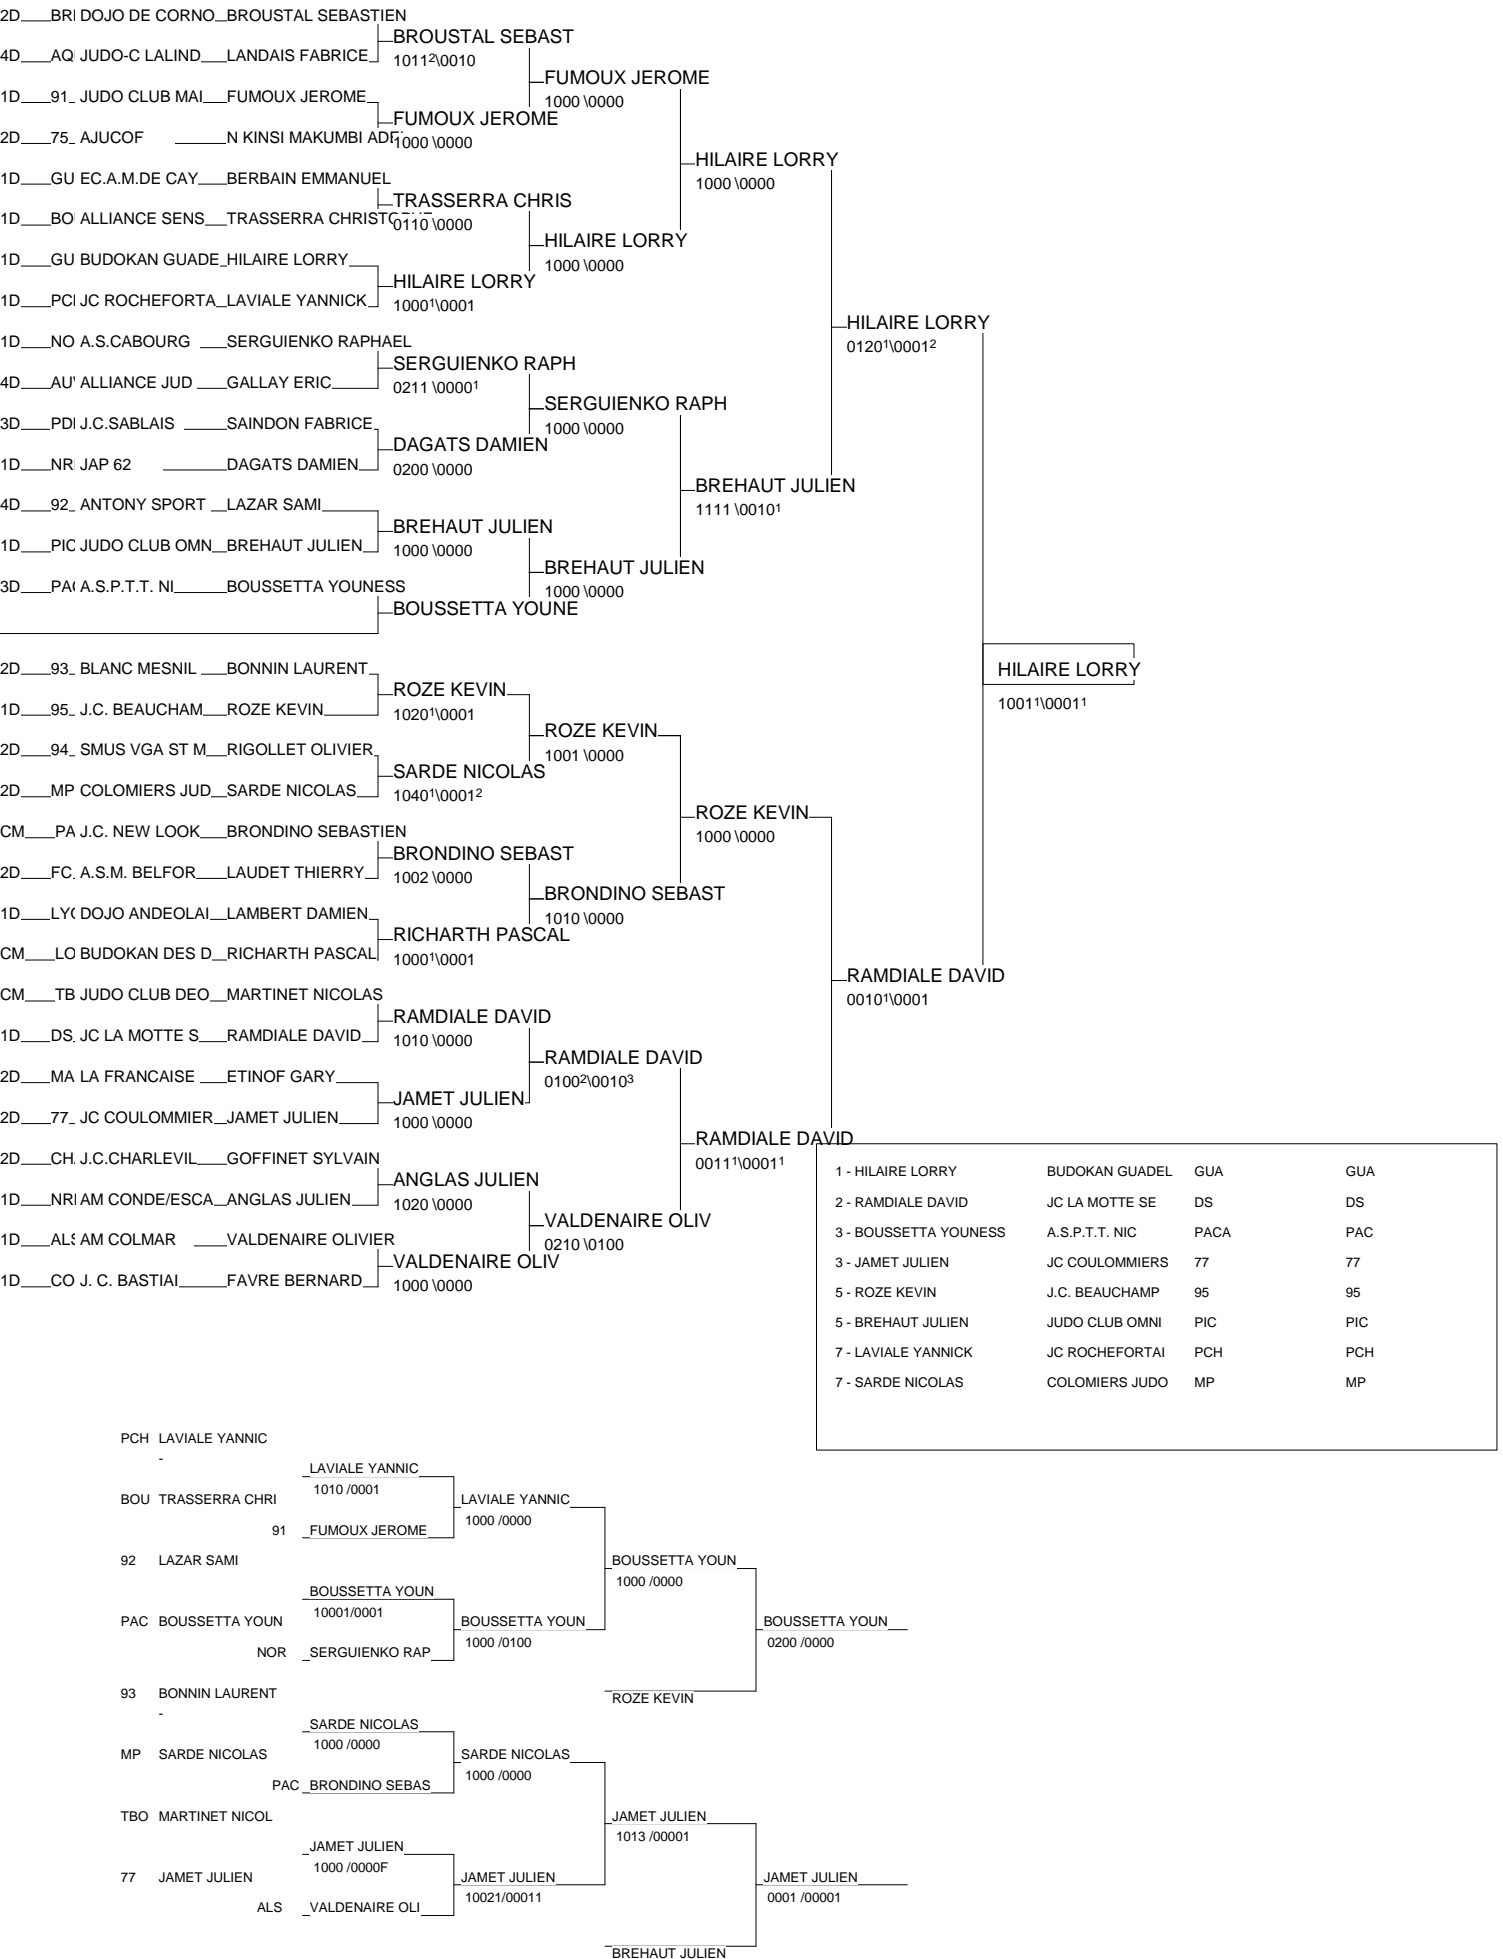 2D BRI DOJO DE CORNO BROUSTAL SEBASTIEN
BROUSTAL SEBAST
1011²\0010
4D AQ JUDO-C LALIND LANDAIS FABRICE
FUMOUX JEROME
1000 \0000
1D 91 JUDO CLUB MAI FUMOUX JEROME
FUMOUX JEROME
1000 \0000
2D 75 AJUCOF N KINSI MAKUMBI
HILAIRE LORRY
1000 \0000
1D GU EC.A.M.DE CAY BERBAIN EMMANUEL
TRASSERRA CHRIS
0110 \0000
1D BO ALLIANCE SENS TRASSERRA
HILAIRE LORRY
1000 \0000
1D GU BUDOKAN GUADE HILAIRE LORRY
HILAIRE LORRY
1000¹\0001
1D PC JC ROCHEFORTA LAVIALE YANNICK
HILAIRE LORRY
0120¹\0001²
1D NO A.S.CABOURG SERGUIENKO RAPHAEL
SERGUIENKO RAPH
0211 \0000¹
4D AU ALLIANCE JUD GALLAY ERIC
SERGUIENKO RAPH
1000 \0000
3D PD J.C.SABLAIS SAINDON FABRICE
DAGATS DAMIEN
0200 \0000
1D NR JAP 62 DAGATS DAMIEN
BREHAUT JULIEN
1111 \0010¹
4D 92 ANTONY SPORT LAZAR SAMI
BREHAUT JULIEN
1000 \0000
1D PIC JUDO CLUB OMN BREHAUT JULIEN
BREHAUT JULIEN
1000 \0000
3D PA A.S.P.T.T. NI BOUSSETTA YOUNESS
BOUSSETTA YOUNE
HILAIRE LORRY
1001¹\0001¹
2D 93 BLANC MESNIL BONNIN LAURENT
ROZE KEVIN
1020¹\0001
1D 95 J.C. BEAUCHAM ROZE KEVIN
ROZE KEVIN
1001 \0000
2D 94 SMUS VGA ST M RIGOLLET OLIVIER
SARDE NICOLAS
1040¹\0001²
2D MP COLOMIERS JUD SARDE NICOLAS
ROZE KEVIN
1000 \0000
CM PA J.C. NEW LOOK BRONDINO SEBASTIEN
BRONDINO SEBAST
1002 \0000
2D FC A.S.M. BELFOR LAUDET THIERRY
BRONDINO SEBAST
1010 \0000
1D LY DOJO ANDEOLAI LAMBERT DAMIEN
RICHARTH PASCAL
1000¹\0001
CM LO BUDOKAN DES D RICHARTH PASCAL
RAMDIALE DAVID
0010¹\0001
CM TB JUDO CLUB DEO MARTINET NICOLAS
RAMDIALE DAVID
1010 \0000
1D DS JC LA MOTTE S RAMDIALE DAVID
RAMDIALE DAVID
0100²\0010³
2D MA LA FRANCAISE ETINOF GARY
JAMET JULIEN
1000 \0000
2D 77 JC COULOMMIER JAMET JULIEN
RAMDIALE DAVID
0011¹\0001¹
2D CH J.C.CHARLEVIL GOFFINET SYLVAIN
ANGLAS JULIEN
1020 \0000
1D NR AM CONDE/ESCA ANGLAS JULIEN
VALDENAIRE OLIV
0210 \0100
1D ALS AM COLMAR VALDENAIRE OLIVIER
VALDENAIRE OLIV
1000 \0000
1D CO J. C. BASTIAI FAVRE BERNARD
1 - HILAIRE LORRY BUDOKAN GUADEL GUA GUA
2 - RAMDIALE DAVID JC LA MOTTE SE DS DS
3 - BOUSSETTA YOUNESS A.S.P.T.T. NIC PACA PAC
3 - JAMET JULIEN JC COULOMMIERS 77 77
5 - ROZE KEVIN J.C. BEAUCHAMP 95 95
5 - BREHAUT JULIEN JUDO CLUB OMNI PIC PIC
7 - LAVIALE YANNICK JC ROCHEFORTAI PCH PCH
7 - SARDE NICOLAS COLOMIERS JUDO MP MP
PCH LAVIALE YANNIC
-
LAVIALE YANNIC
1010 /0001
BOU TRASSERRA CHRI
LAVIALE YANNIC
1000 /0000
91 FUMOUX JEROME
92 LAZAR SAMI
BOUSSETTA YOUN
1000 /0000
BOUSSETTA YOUN
10001/0001
PAC BOUSSETTA YOUN
BOUSSETTA YOUN
1000 /0100
BOUSSETTA YOUN
0200 /0000
NOR SERGUIENKO RAP
93 BONNIN LAURENT
-
ROZE KEVIN
SARDE NICOLAS
1000 /0000
MP SARDE NICOLAS
SARDE NICOLAS
1000 /0000
PAC BRONDINO SEBAS
TBO MARTINET NICOL
JAMET JULIEN
1013 /00001
JAMET JULIEN
1000 /0000F
77 JAMET JULIEN
JAMET JULIEN
10021/00011
JAMET JULIEN
0001 /00001
ALS VALDENAIRE OLI
BREHAUT JULIEN